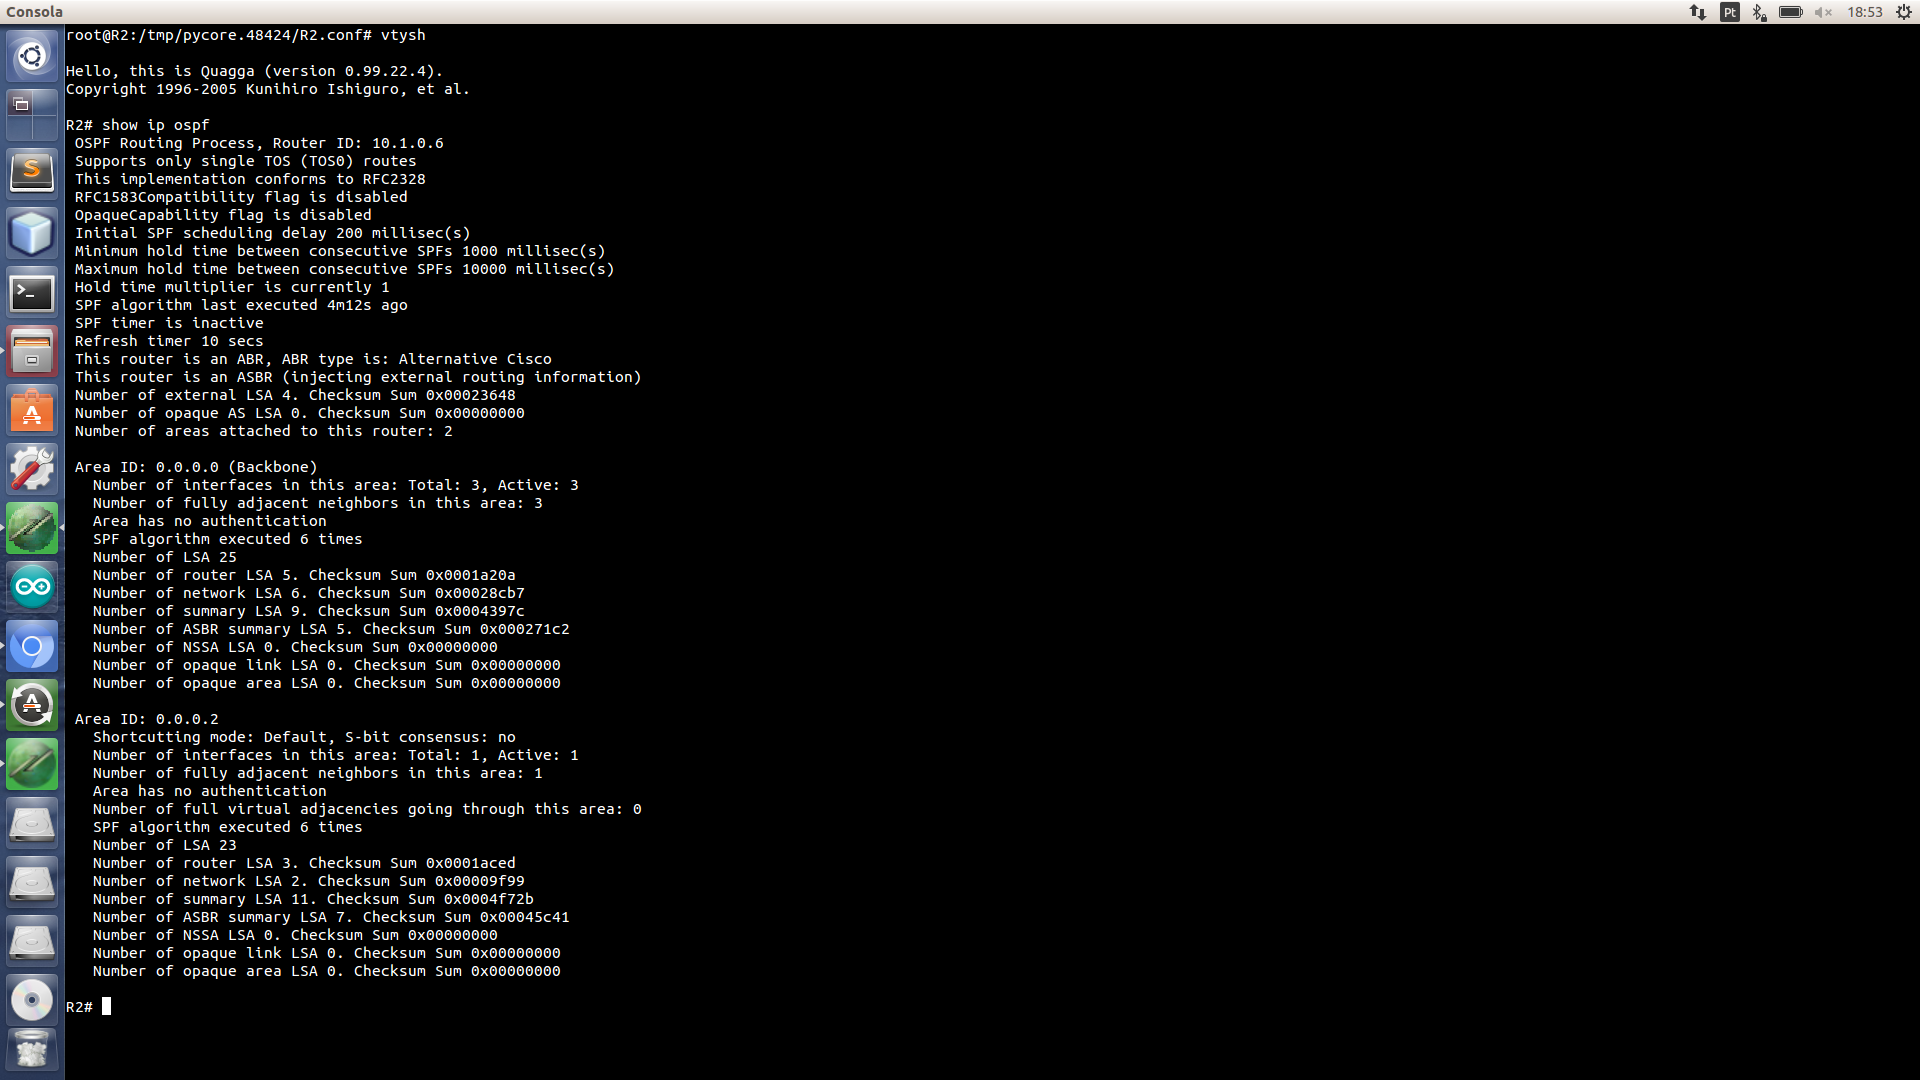 Consola
Pt
18:53
root@R2:/tmp/pycore.48424/R2.conf# vtysh
Hello, this is Quagga (version 0.99.22.4).
Copyright 1996-2005 Kunihiro Ishiguro, et al.
R2# show ip ospf
OSPF Routing Process, Router ID: 10.1.0.6
Supports only single TOS (TOS0) routes
This implementation conforms to RFC2328
RFC1583Compatibility flag is disabled
OpaqueCapability flag is disabled
Initial SPF scheduling delay 200 millisec(s)
Minimum hold time between consecutive SPFs 1000 millisec(s)
Maximum hold time between consecutive SPFs 10000 millisec(s)
Hold time multiplier is currently 1
SPF algorithm last executed 4m12s ago
SPF timer is inactive
Refresh timer 10 secs
This router is an ABR, ABR type is: Alternative Cisco
This router is an ASBR (injecting external routing information)
Number of external LSA 4. Checksum Sum 0x00023648
Number of opaque AS LSA 0. Checksum Sum 0x00000000
Number of areas attached to this router: 2
Area ID: 0.0.0.0 (Backbone)
Number of interfaces in this area: Total: 3, Active: 3
Number of fully adjacent neighbors in this area: 3
Area has no authentication
SPF algorithm executed 6 times
Number of LSA 25
Number of router LSA 5. Checksum Sum 0x0001a20a
Number of network LSA 6. Checksum Sum 0x00028cb7
Number of summary LSA 9. Checksum Sum 0x0004397c
Number of ASBR summary LSA 5. Checksum Sum 0x000271c2
Number of NSSA LSA 0. Checksum Sum 0x00000000
Number of opaque link LSA 0. Checksum Sum 0x00000000
Number of opaque area LSA 0. Checksum Sum 0x00000000
Area ID: 0.0.0.2
Shortcutting mode: Default, S-bit consensus: no
Number of interfaces in this area: Total: 1, Active: 1
Number of fully adjacent neighbors in this area: 1
Area has no authentication
Number of full virtual adjacencies going through this area: 0
SPF algorithm executed 6 times
Number of LSA 23
Number of router LSA 3. Checksum Sum 0x0001aced
Number of network LSA 2. Checksum Sum 0x00009f99
Number of summary LSA 11. Checksum Sum 0x0004f72b
Number of ASBR summary LSA 7. Checksum Sum 0x00045c41
Number of NSSA LSA 0. Checksum Sum 0x00000000
Number of opaque link LSA 0. Checksum Sum 0x00000000
Number of opaque area LSA 0. Checksum Sum 0x00000000
R2#